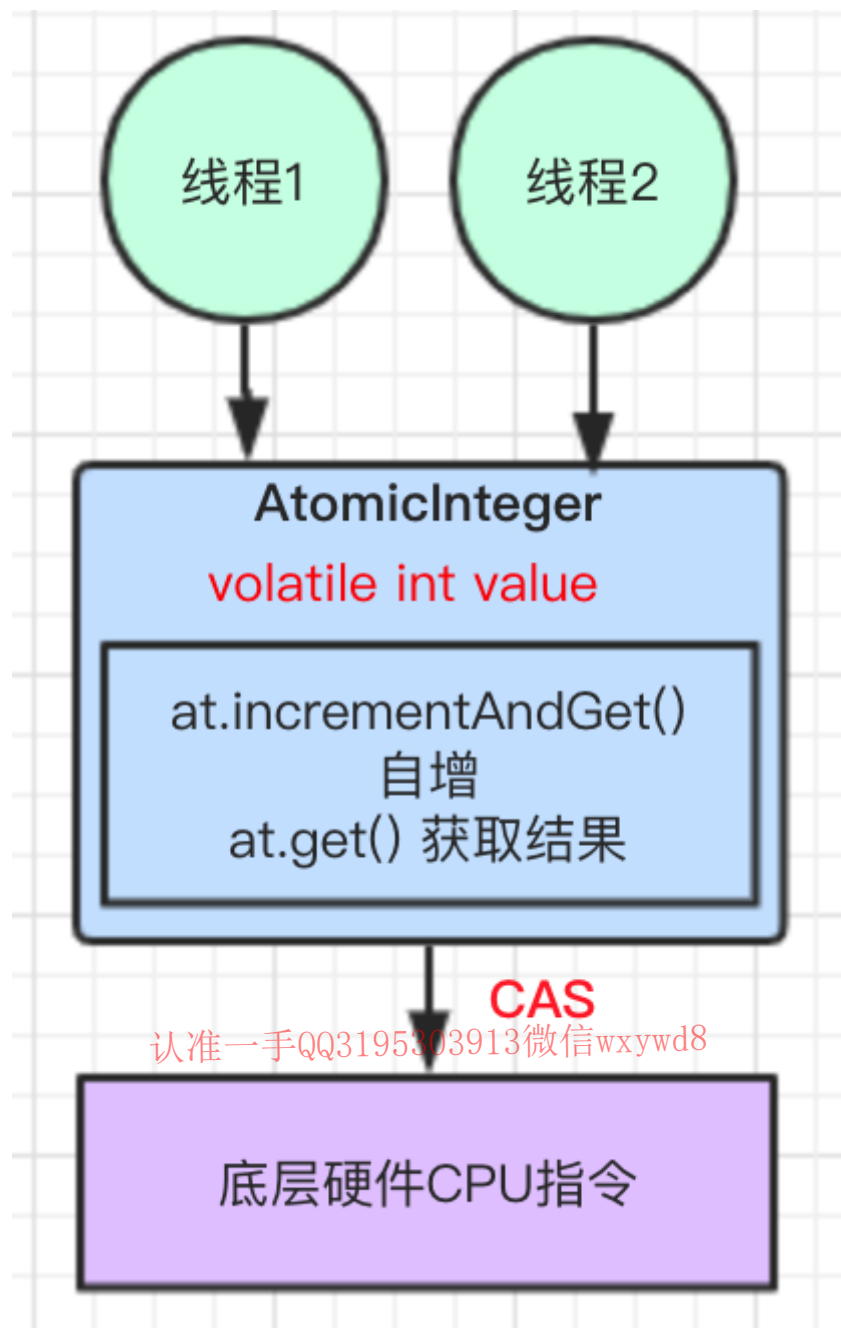 线程1
线程2
AtomicInteger
volatile int value
at.incrementAndGet()
自增
at.get() 获取结果
CAS
认准一手QQ3195303913微信wxywd8
底层硬件CPU指令